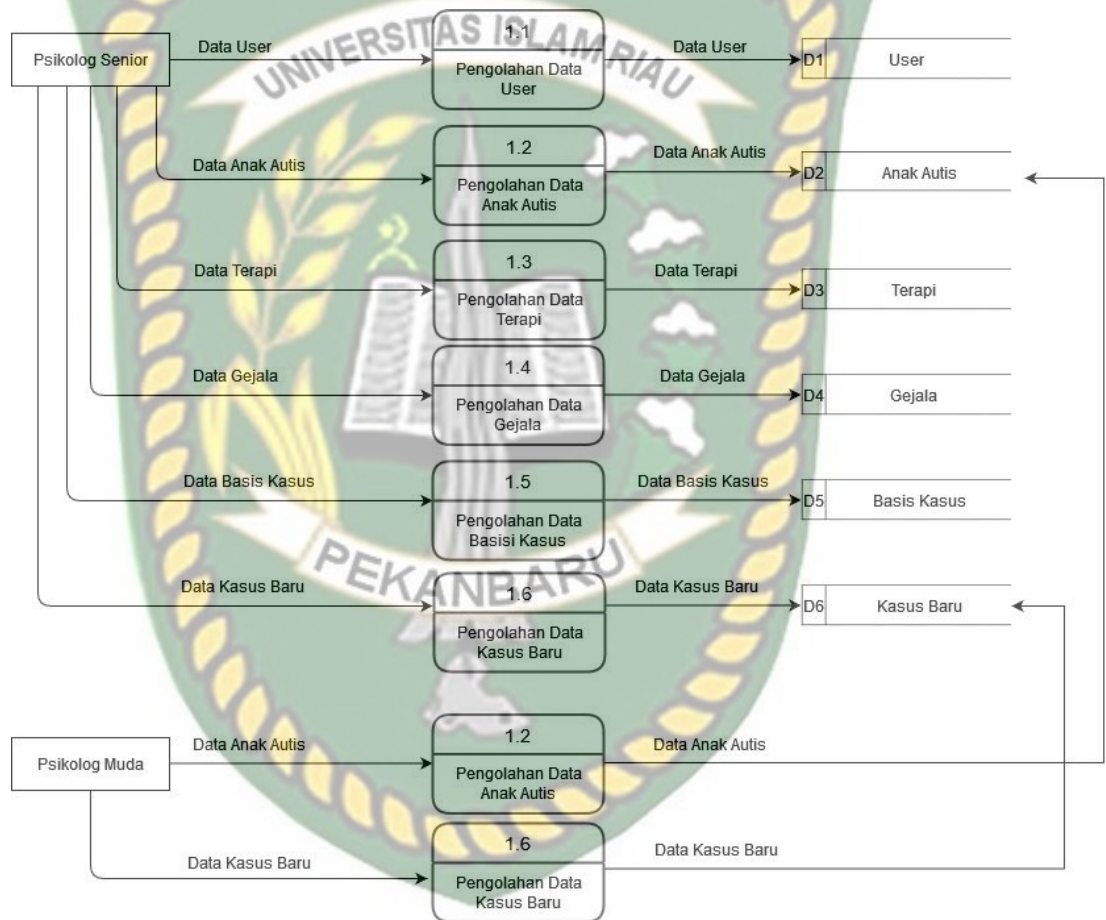 UNIVERSITAS ISLAM RIAU
Psikolog Senior
Data User
1.1
Pengolahan Data
User
Data User
D1
User
Data Anak Autis
1.2
Pengolahan Data
Anak Autis
Data Anak Autis
D2
Anak Autis
Data Terapi
1.3
Pengolahan Data
Terapi
Data Terapi
D3
Terapi
Data Gejala
1.4
Pengolahan Data
Gejala
Data Gejala
D4
Gejala
Data Basis Kasus
1.5
Pengolahan Data
Basisi Kasus
Data Basis Kasus
D5
Basis Kasus
PEKANBARU
Data Kasus Baru
1.6
Pengolahan Data
Kasus Baru
Data Kasus Baru
D6
Kasus Baru
Psikolog Muda
Data Anak Autis
1.2
Pengolahan Data
Anak Autis
Data Anak Autis
Data Kasus Baru
1.6
Pengolahan Data
Kasus Baru
Data Kasus Baru